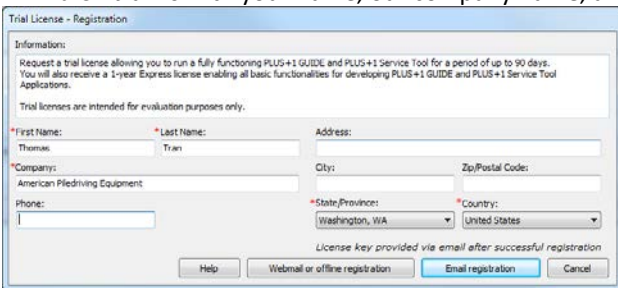 Trial License - Registration
Information:
Request a trial license allowing you to run a fully functioning PLUS+1 GUIDE and PLUS+1 Service Tool for a period of up to 90 days.
You will also receive a 1-year Express license enabling all basic functionalities for developing PLUS+1 GUIDE and PLUS+1 Service Tool
Applications.
Trial licenses are intended for evaluation purposes only.
*First Name: *Last Name: Address:
Thomas Tran
*Company: City: Zip/Postal Code:
American Piledriving Equipment
Phone: *State/Province: *Country:
Washington, WA United States
License key provided via email after successful registration
Help Webmail or offline registration Email registration Cancel